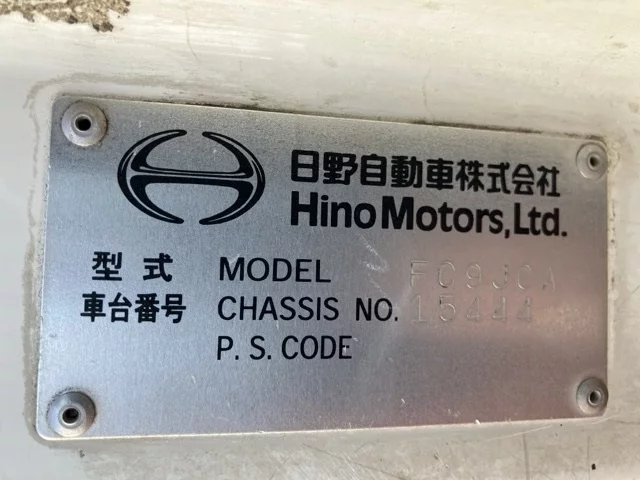 日野自動車株式会社
Hino Motors, Ltd.
型式 MODEL FC9JCA
車台番号 CHASSIS NO. 15444
P. S. CODE